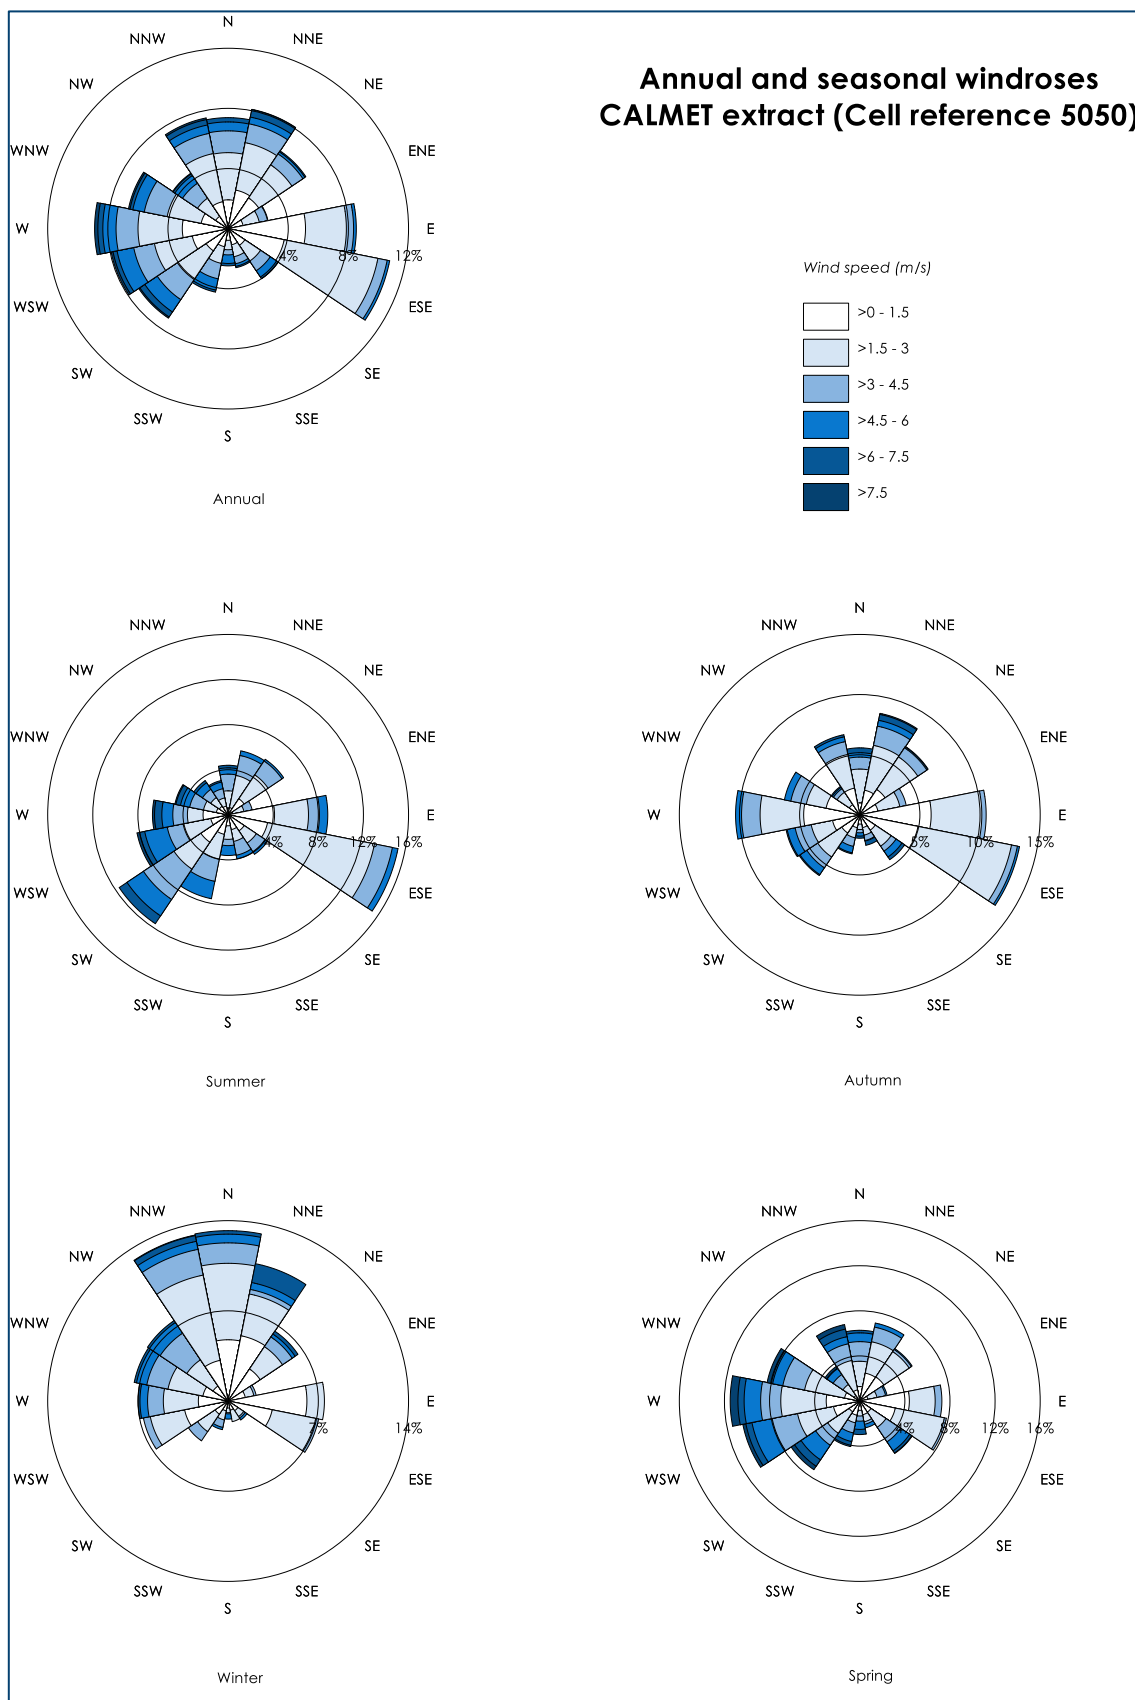 Annual and seasonal windroses
CALMET extract (Cell reference 5050)
N
NNW
NNE
NW
NE
WNW
ENE
W
E
4%
8%
12%
WSW
ESE
SW
SE
SSW
SSE
S
Annual
Wind speed (m/s)
>0 - 1.5
>1.5 - 3
>3 - 4.5
>4.5 - 6
>6 - 7.5
>7.5
N
NNW
NNE
NW
NE
WNW
ENE
W
E
4%
8%
12%
16%
WSW
ESE
SW
SE
SSW
SSE
S
Summer
N
NNW
NNE
NW
NE
WNW
ENE
W
E
5%
10%
15%
WSW
ESE
SW
SE
SSW
SSE
S
Autumn
N
NNW
NNE
NW
NE
WNW
ENE
W
E
7%
14%
WSW
ESE
SW
SE
SSW
SSE
S
Winter
N
NNW
NNE
NW
NE
WNW
ENE
W
E
4%
8%
12%
16%
WSW
ESE
SW
SE
SSW
SSE
S
Spring